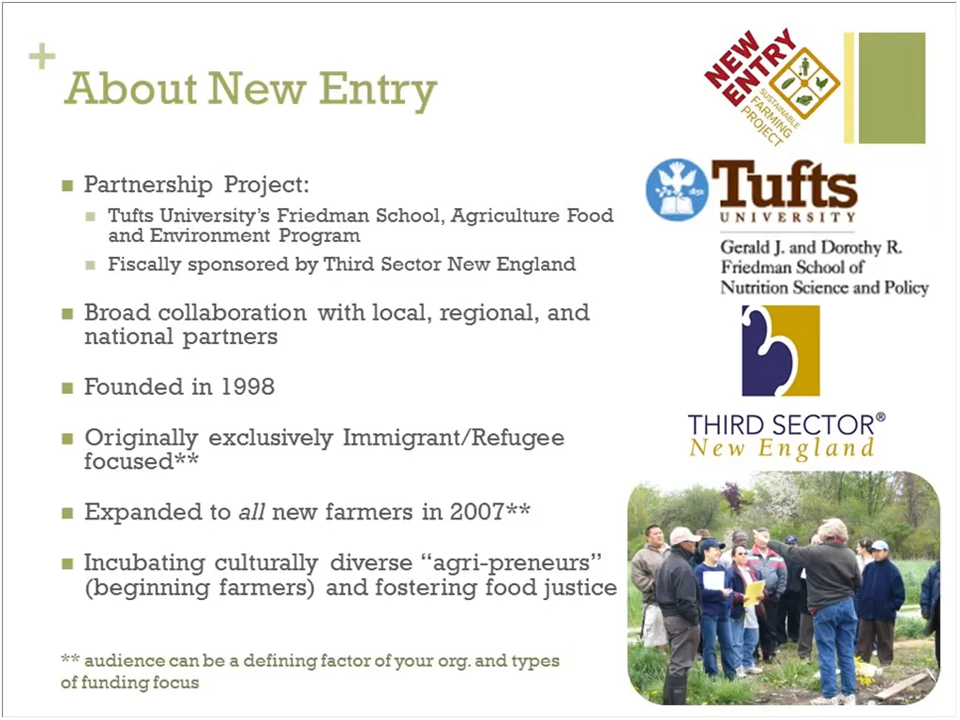 +
About New Entry
Partnership Project:
Tufts University's Friedman School, Agriculture Food
and Environment Program
Fiscally sponsored by Third Sector New England
Broad collaboration with local, regional, and
national partners
Founded in 1998
Originally exclusively Immigrant/Refugee
focused**
Expanded to all new farmers in 2007**
Incubating culturally diverse “agri-preneurs”
(beginning farmers) and fostering food justice
** audience can be a defining factor of your org. and types
of funding focus
NEW
ENTRY
SUSTAINABLE
FARMING
PROJECT
1852
Tufts
UNIVERSITY
Gerald J. and Dorothy R.
Friedman School of
Nutrition Science and Policy
THIRD SECTOR®
New England